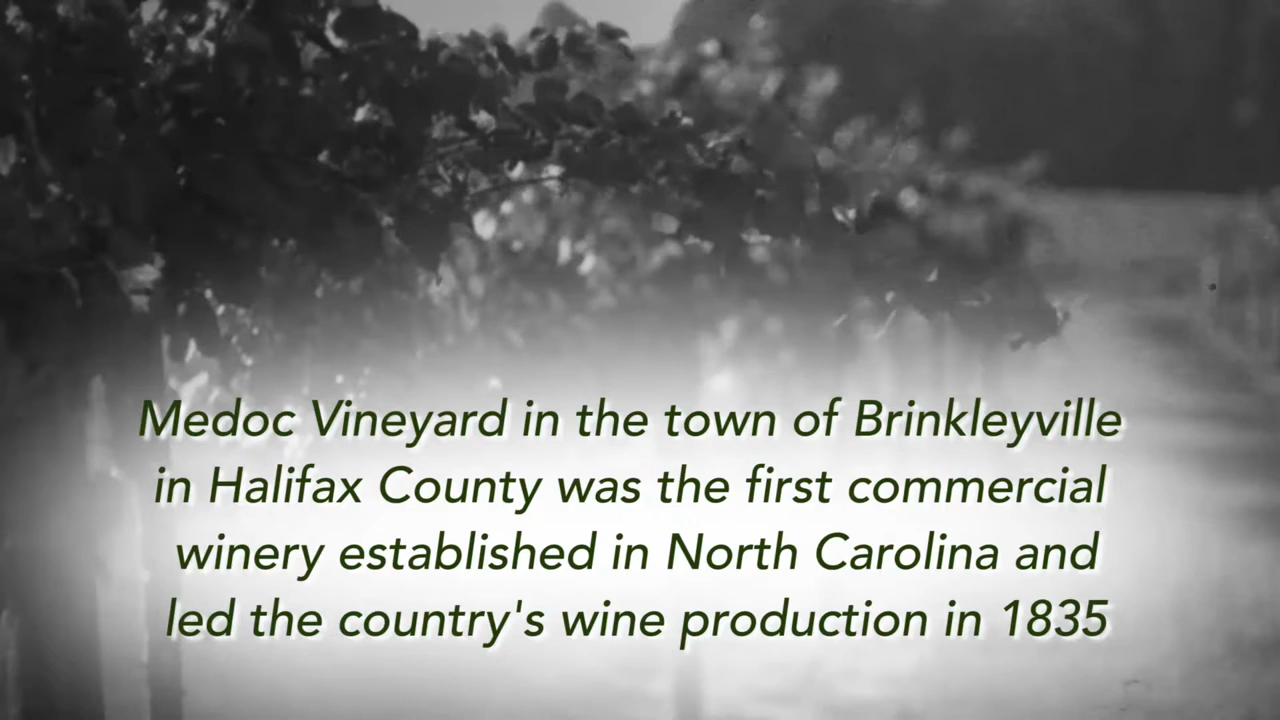 Medoc Vineyard in the town of Brinkleyville
in Halifax County was the first commercial
winery established in North Carolina and
led the country's wine production in 1835